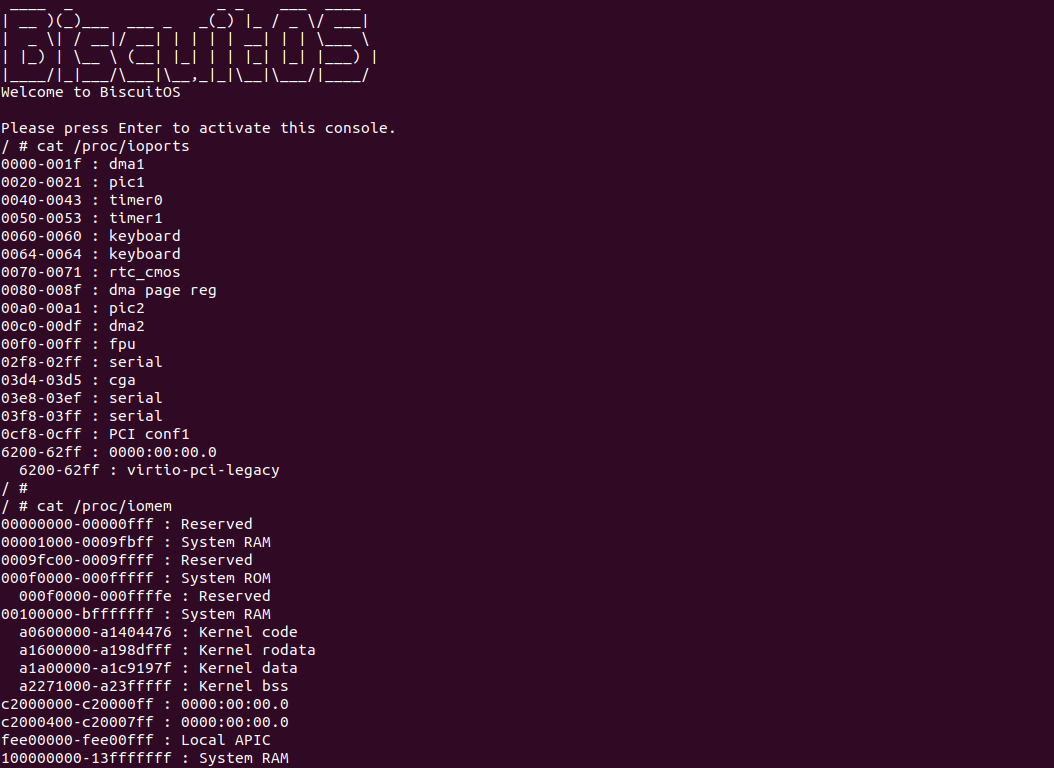 ____  _                _ _    ___  ____
| __ )(_)___  ___ _   _(_) |_ / _ \/ ___|
|  _ \| / __|/ __| | | | | __| | | \___ \
| |_) | \__ \ (__| |_| | | |_| |_| |___) |
|____/|_|___/\___|\__,_|_|\__|\___/|____/
Welcome to BiscuitOS
Please press Enter to activate this console.
/ # cat /proc/ioports
0000-001f : dma1
0020-0021 : pic1
0040-0043 : timer0
0050-0053 : timer1
0060-0060 : keyboard
0064-0064 : keyboard
0070-0071 : rtc_cmos
0080-008f : dma page reg
00a0-00a1 : pic2
00c0-00df : dma2
00f0-00ff : fpu
02f8-02ff : serial
03d4-03d5 : cga
03e8-03ef : serial
03f8-03ff : serial
0cf8-0cff : PCI conf1
6200-62ff : 0000:00:00.0
  6200-62ff : virtio-pci-legacy
/ #
/ # cat /proc/iomem
00000000-00000fff : Reserved
00001000-0009fbff : System RAM
0009fc00-0009ffff : Reserved
000f0000-000fffff : System ROM
  000f0000-000ffffe : Reserved
00100000-bfffffff : System RAM
  a0600000-a1404476 : Kernel code
  a1600000-a198dfff : Kernel rodata
  a1a00000-a1c9197f : Kernel data
  a2271000-a23fffff : Kernel bss
c2000000-c20000ff : 0000:00:00.0
c2000400-c20007ff : 0000:00:00.0
fee00000-fee00fff : Local APIC
100000000-13fffffff : System RAM